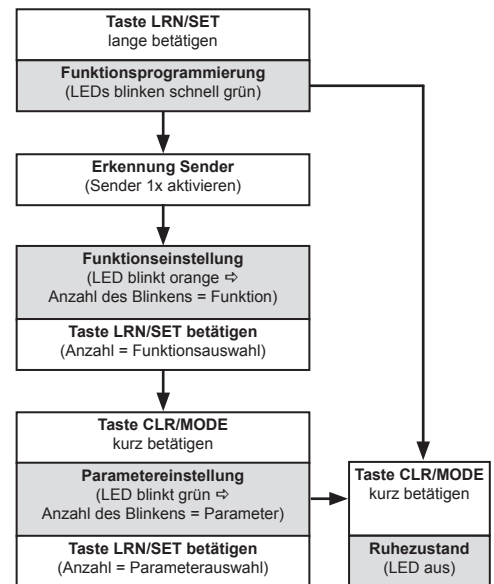 Taste LRN/SET
lange betätigen
Funktionsprogrammierung
(LEDs blinken schnell grün)
Erkennung Sender
(Sender 1x aktivieren)
Funktionseinstellung
(LED blinkt orange ⇨
Anzahl des Blinkens = Funktion)
Taste LRN/SET betätigen
(Anzahl = Funktionsauswahl)
Taste CLR/MODE
kurz betätigen
Parametereinstellung
(LED blinkt grün ⇨
Anzahl des Blinkens = Parameter)
Taste LRN/SET betätigen
(Anzahl = Parameterauswahl)
Taste CLR/MODE
kurz betätigen
Ruhezustand
(LED aus)